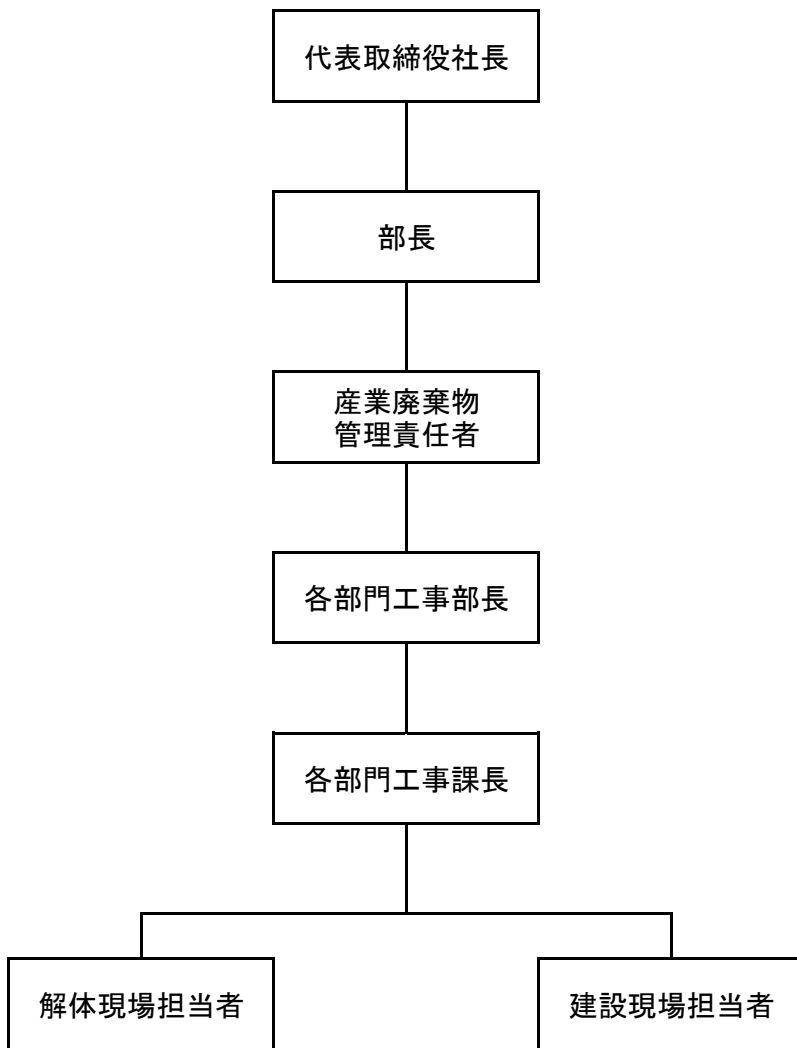 代表取締役社長
部長
産業廃棄物
管理責任者
各部門工事部長
各部門工事課長
解体現場担当者
建設現場担当者